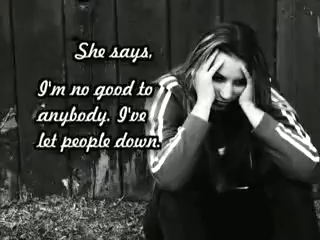 She says,
I'm no good to
anybody. I've
let people down.